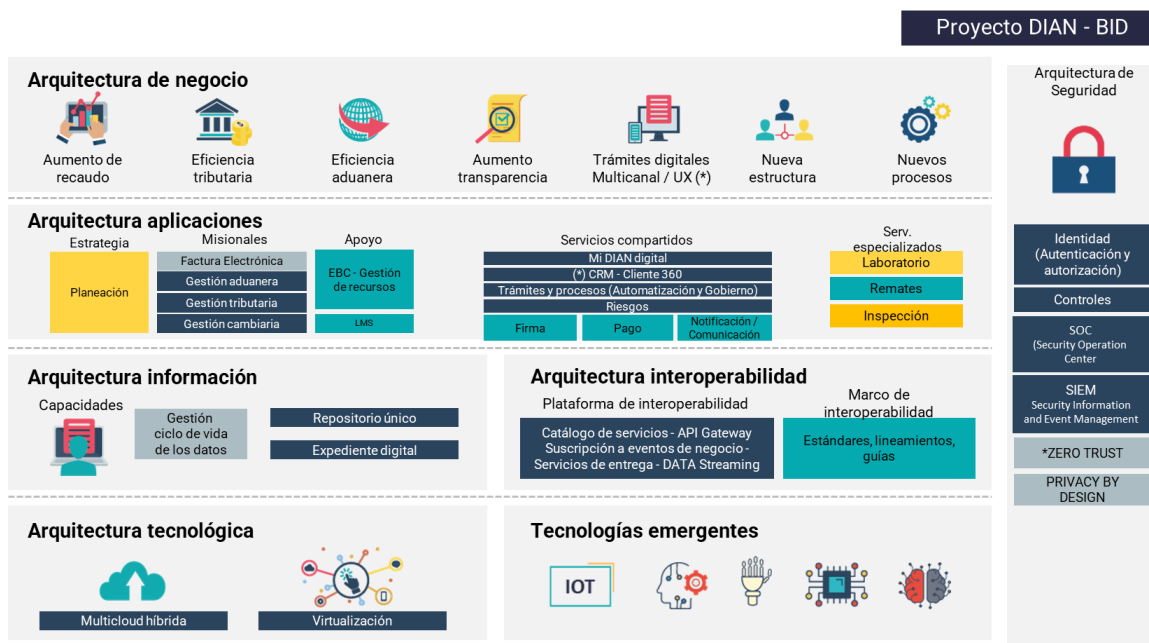 Proyecto DIAN - BID
Arquitectura de negocio
Aumento de
recaudo
Eficiencia
tributaria
Eficiencia
aduanera
Aumento
transparencia
Trámites digitales
Multicanal / UX (*)
Nueva
estructura
Nuevos
procesos
Arquitectura aplicaciones
Estrategia
Planeación
Misionales
Factura Electrónica
Gestión aduanera
Gestión tributaria
Gestión cambiaria
Apoyo
EBC - Gestión
de recursos
LMS
Servicios compartidos
Mi DIAN digital
(*) CRM - Cliente 360
Trámites y procesos (Automatización y Gobierno)
Riesgos
Firma
Pago
Notificación /
Comunicación
Serv.
especializados
Laboratorio
Remates
Inspección
Arquitectura información
Capacidades
Gestión
ciclo de vida
de los datos
Repositorio único
Expediente digital
Arquitectura interoperabilidad
Plataforma de interoperabilidad
Catálogo de servicios - API Gateway
Suscripción a eventos de negocio -
Servicios de entrega - DATA Streaming
Marco de
interoperabilidad
Estándares, lineamientos,
guías
Arquitectura tecnológica
Multicloud híbrida
Virtualización
Tecnologías emergentes
IOT
Arquitectura de
Seguridad
Identidad
(Autenticación y
autorización)
Controles
SOC
(Security Operation
Center
SIEM
Security Information
and Event Management
*ZERO TRUST
PRIVACY BY
DESIGN